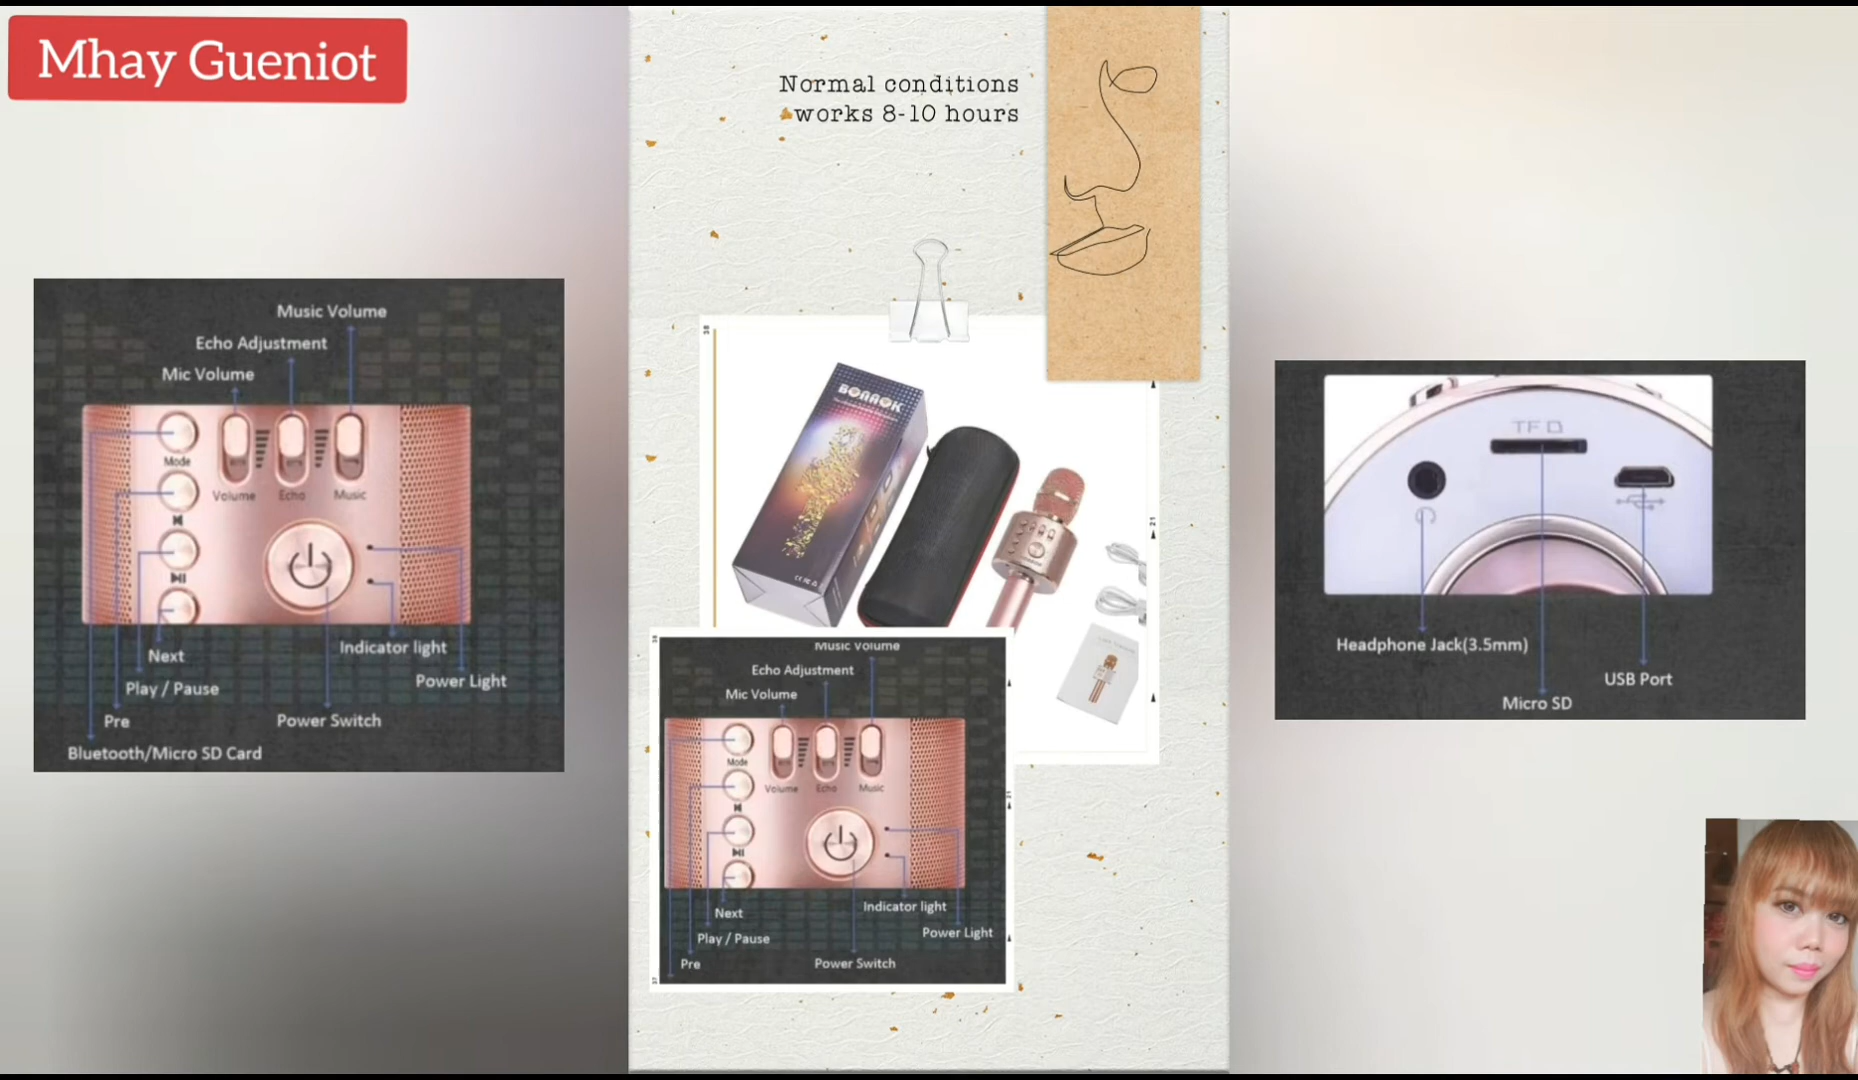 Mhay Gueniot
Normal conditions
works 8-10 hours
Music Volume
Echo Adjustment
Mic Volume
Mode
Volume
Echo
Music
Next
Indicator light
Play / Pause
Power Light
Pre
Power Switch
Bluetooth/Micro SD Card
BONAOK
38
21
Music Volume
Echo Adjustment
Mic Volume
Mode
Volume
Echo
Music
Next
Indicator light
Play / Pause
Power Light
Pre
Power Switch
TF
Headphone Jack(3.5mm)
USB Port
Micro SD